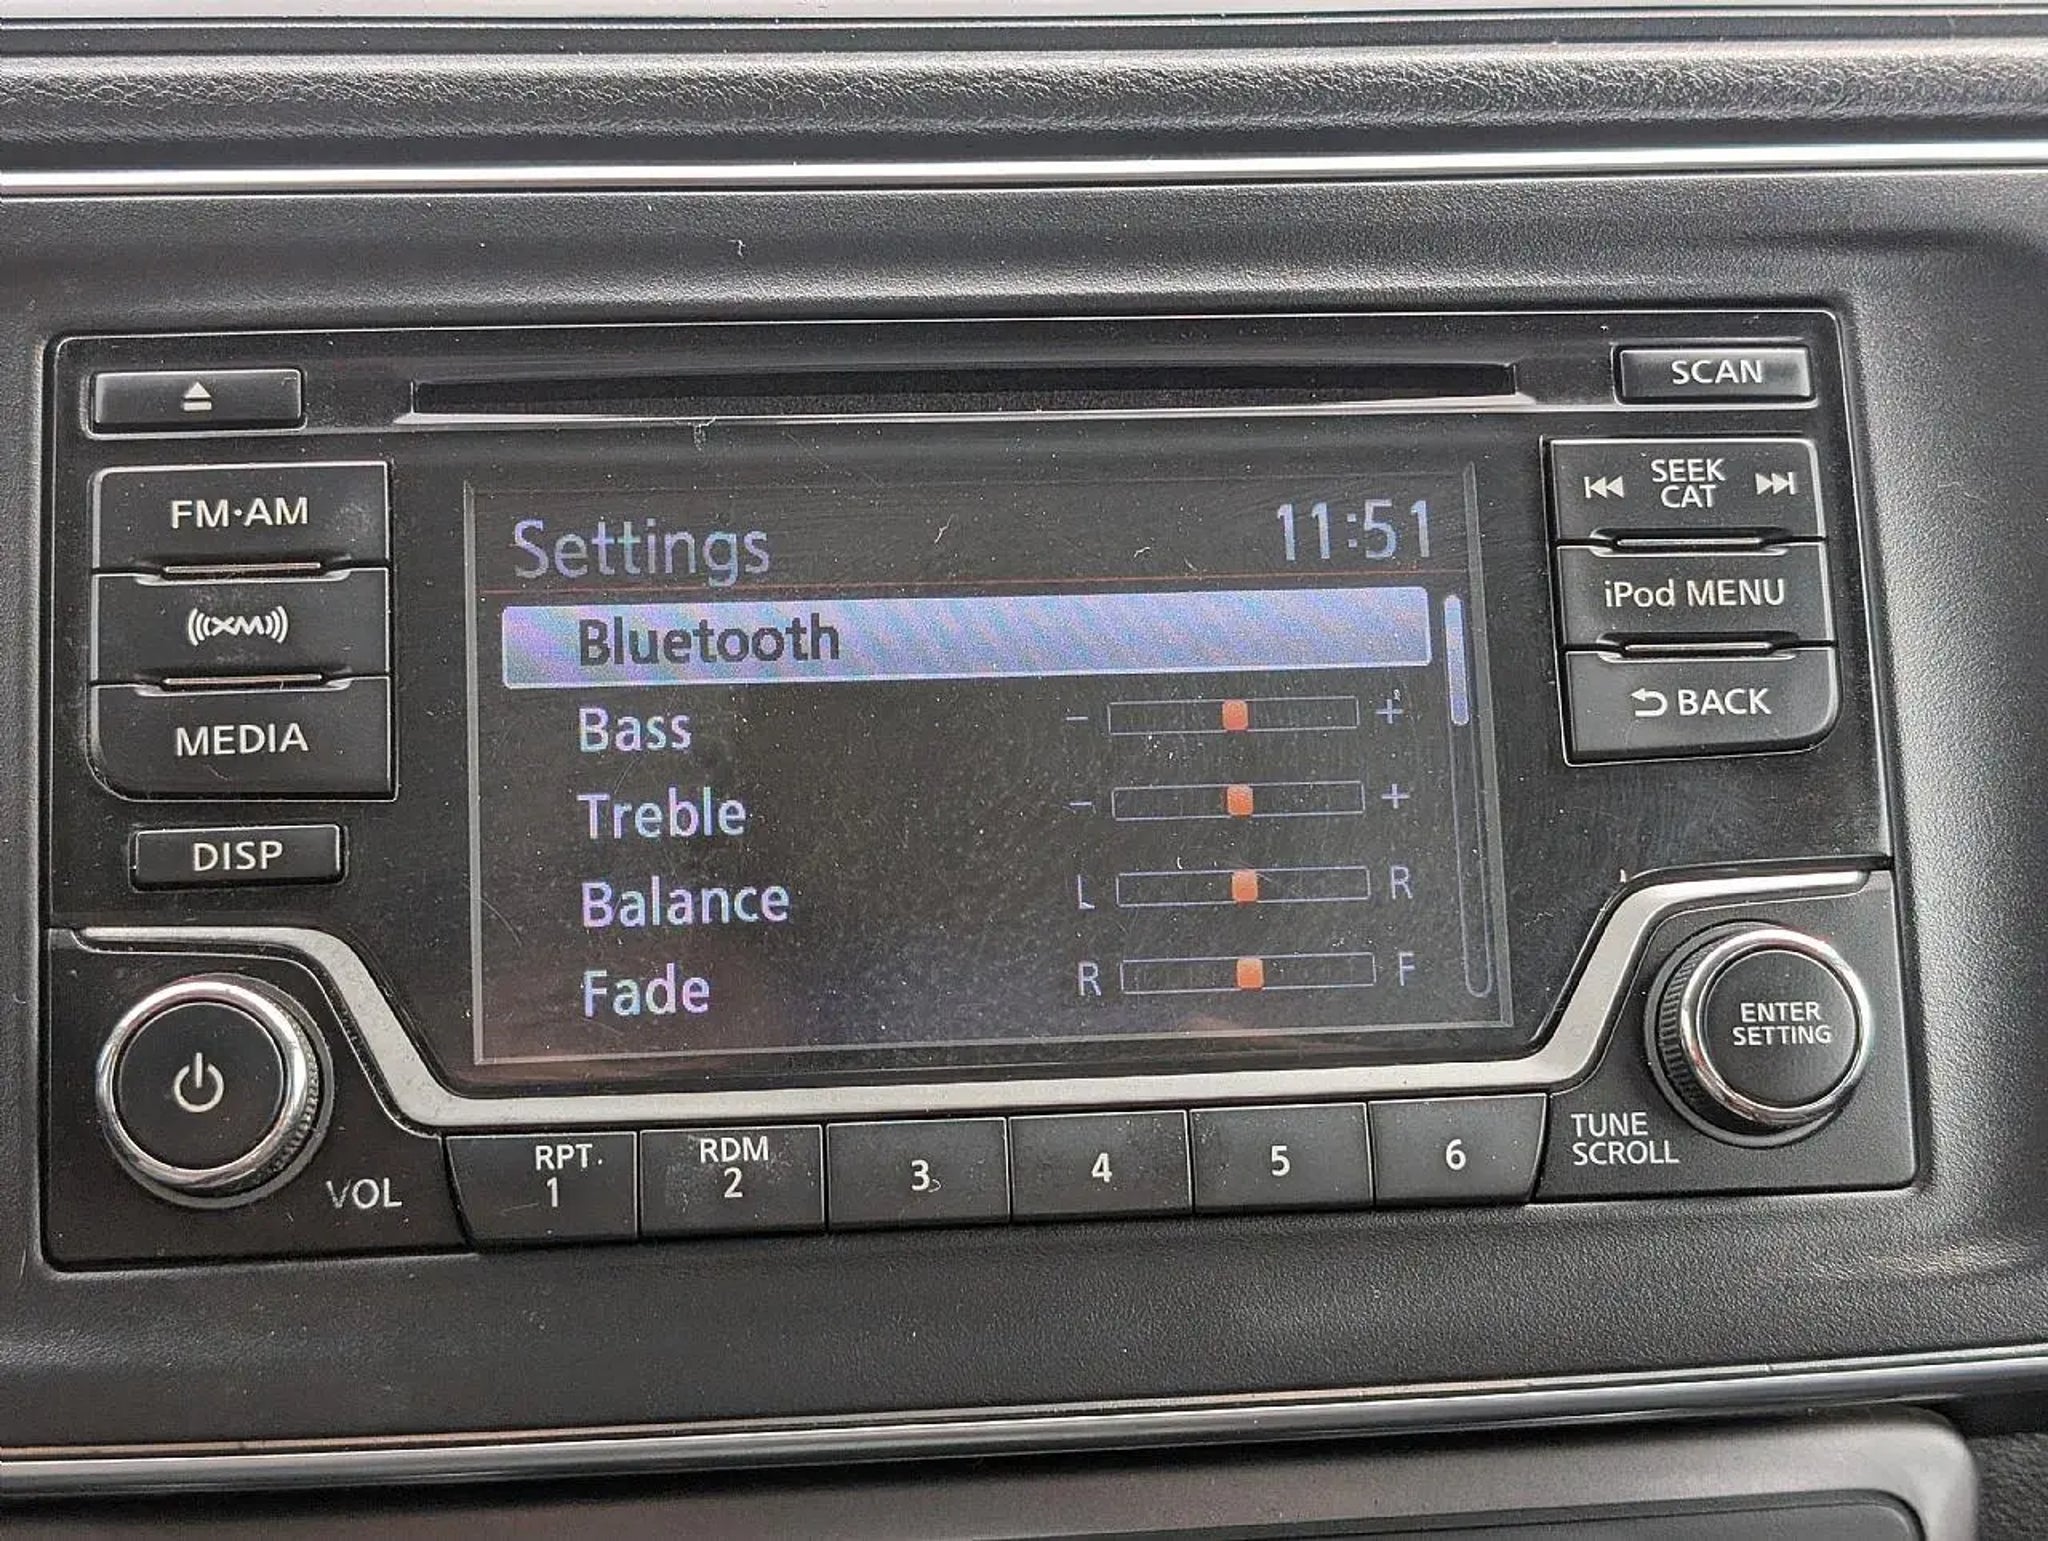 SCAN
FM·AM
XM
MEDIA
DISP
VOL
Settings 11:51
Bluetooth
Bass - +
Treble - +
Balance L R
Fade R F
SEEK
CAT
iPod MENU
BACK
ENTER
SETTING
TUNE
SCROLL
RPT
1
RDM
2
3
4
5
6